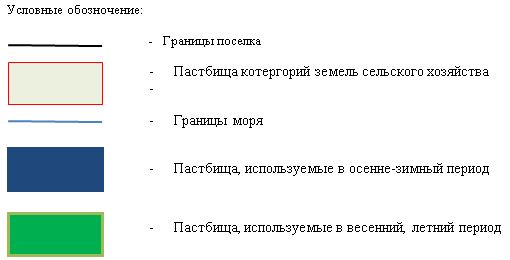 Условные обозначение:
- Границы поселка
- Пастбища котергорий земель сельского хозяйства
-
- Границы моря
- Пастбища, используемые в осенне-зимный период
- Пастбища, используемые в весенний, летний период